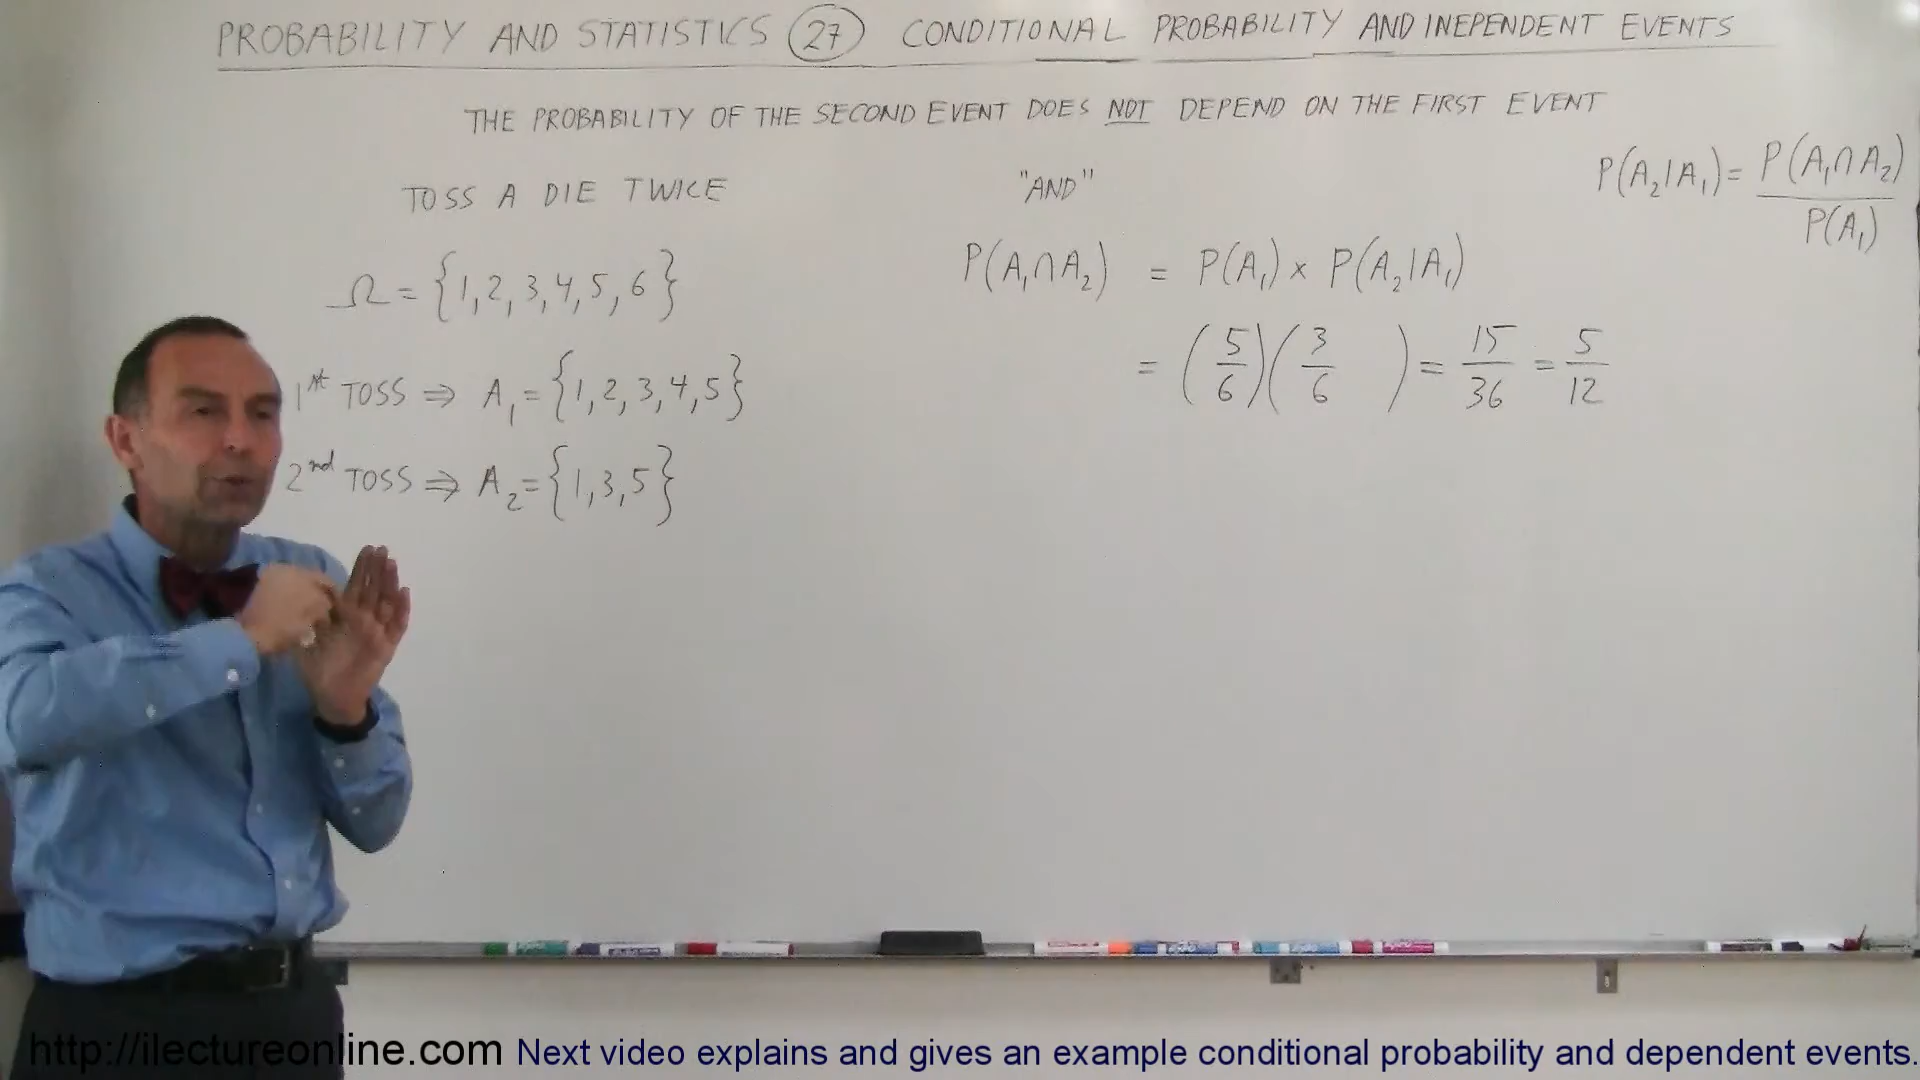 PROBABILITY AND STATISTICS 27 CONDITIONAL PROBABILITY AND INEPENDENT EVENTS
THE PROBABILITY OF THE SECOND EVENT DOES NOT DEPEND ON THE FIRST EVENT
TOSS A DIE TWICE
Ω = {1,2,3,4,5,6}
1st TOSS ⇒ A₁ = {1,2,3,4,5}
2nd TOSS ⇒ A₂ = {1,3,5}
"AND"
P(A₁∩A₂) = P(A₁) × P(A₂|A₁)
= (5/6)(3/6) = 15/36 = 5/12
P(A₂|A₁) = P(A₁∩A₂)/P(A₁)
http://ilectureonline.com Next video explains and gives an example conditional probability and dependent events.